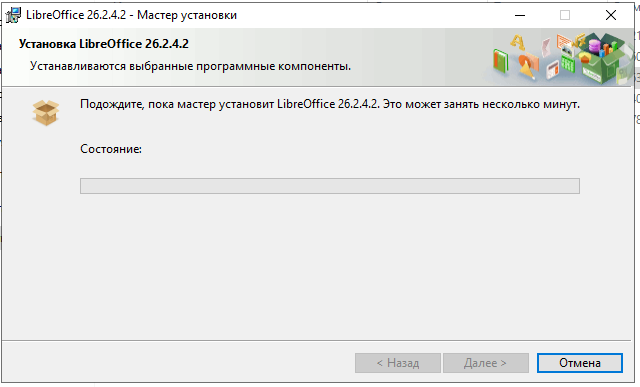 LibreOffice 26.2.4.2 - Мастер установки
Установка LibreOffice 26.2.4.2
Устанавливаются выбранные программные компоненты.
Подождите, пока мастер установит LibreOffice 26.2.4.2. Это может занять несколько минут.
Состояние:
< Назад
Далее >
Отмена